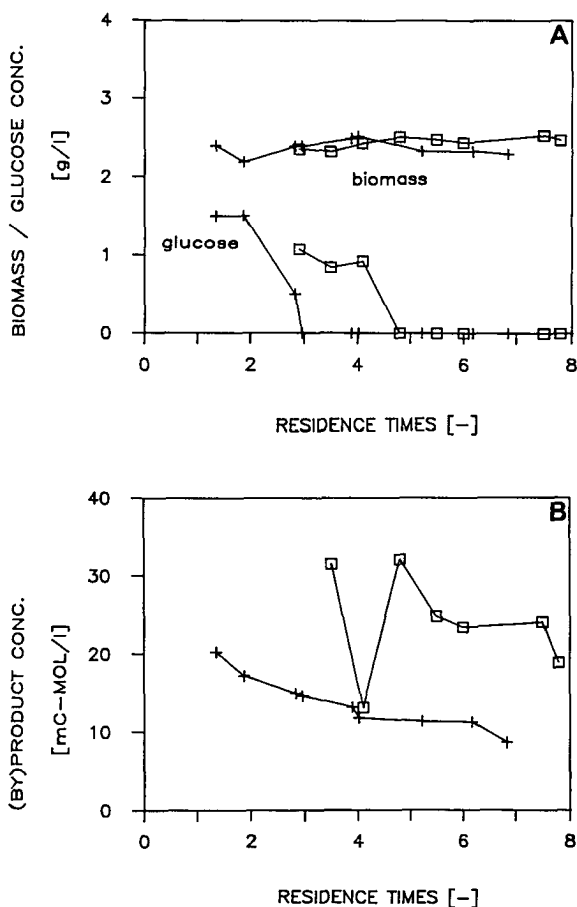 A
BIOMASS / GLUCOSE CONC.
[g/l]
4
3
2
1
0
biomass
glucose
0 2 4 6 8
RESIDENCE TIMES [-]
B
(BY)PRODUCT CONC.
[mC-MOL/l]
40
30
20
10
0
0 2 4 6 8
RESIDENCE TIMES [-]